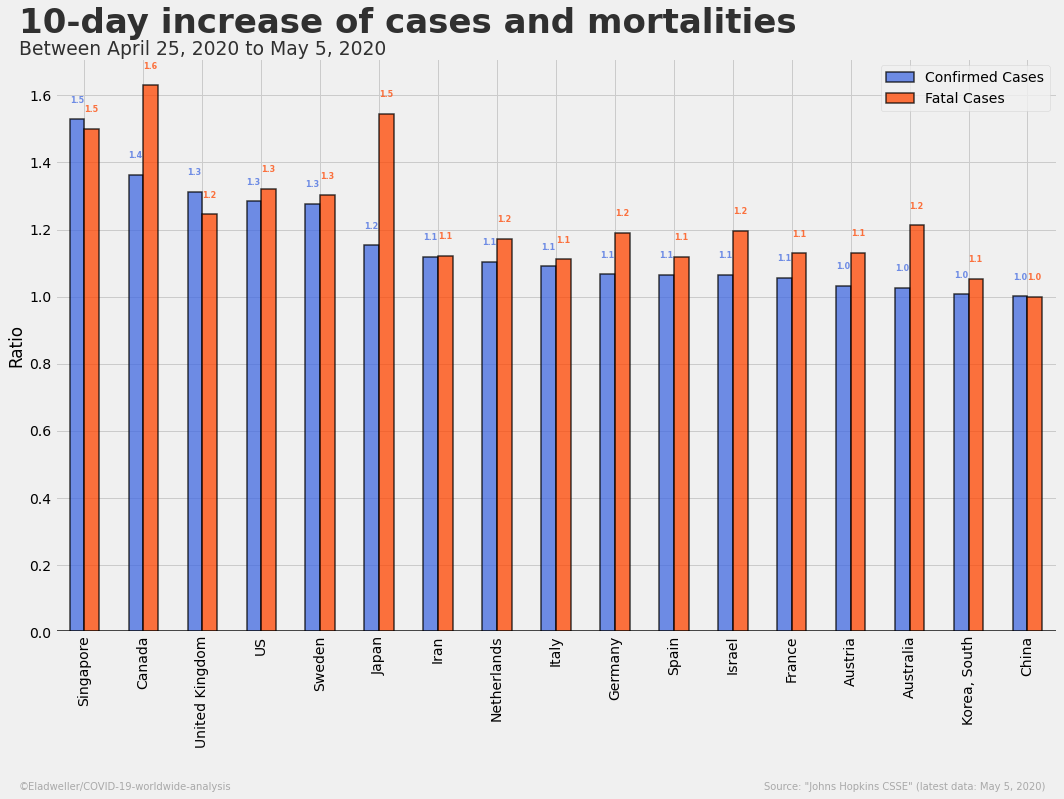 10-day increase of cases and mortalities
Between April 25, 2020 to May 5, 2020
Confirmed Cases
Fatal Cases
Ratio
1.6
1.4
1.2
1.0
0.8
0.6
0.4
0.2
0.0
1.5 1.5 1.4 1.6 1.3 1.2 1.3 1.3 1.3 1.3 1.2 1.5 1.1 1.1 1.1 1.2 1.1 1.1 1.1 1.2 1.1 1.1 1.1 1.2 1.1 1.1 1.0 1.1 1.0 1.2 1.0 1.1 1.0 1.0
Singapore
Canada
United Kingdom
US
Sweden
Japan
Iran
Netherlands
Italy
Germany
Spain
Israel
France
Austria
Australia
Korea, South
China
©Eladweller/COVID-19-worldwide-analysis
Source: "Johns Hopkins CSSE" (latest data: May 5, 2020)